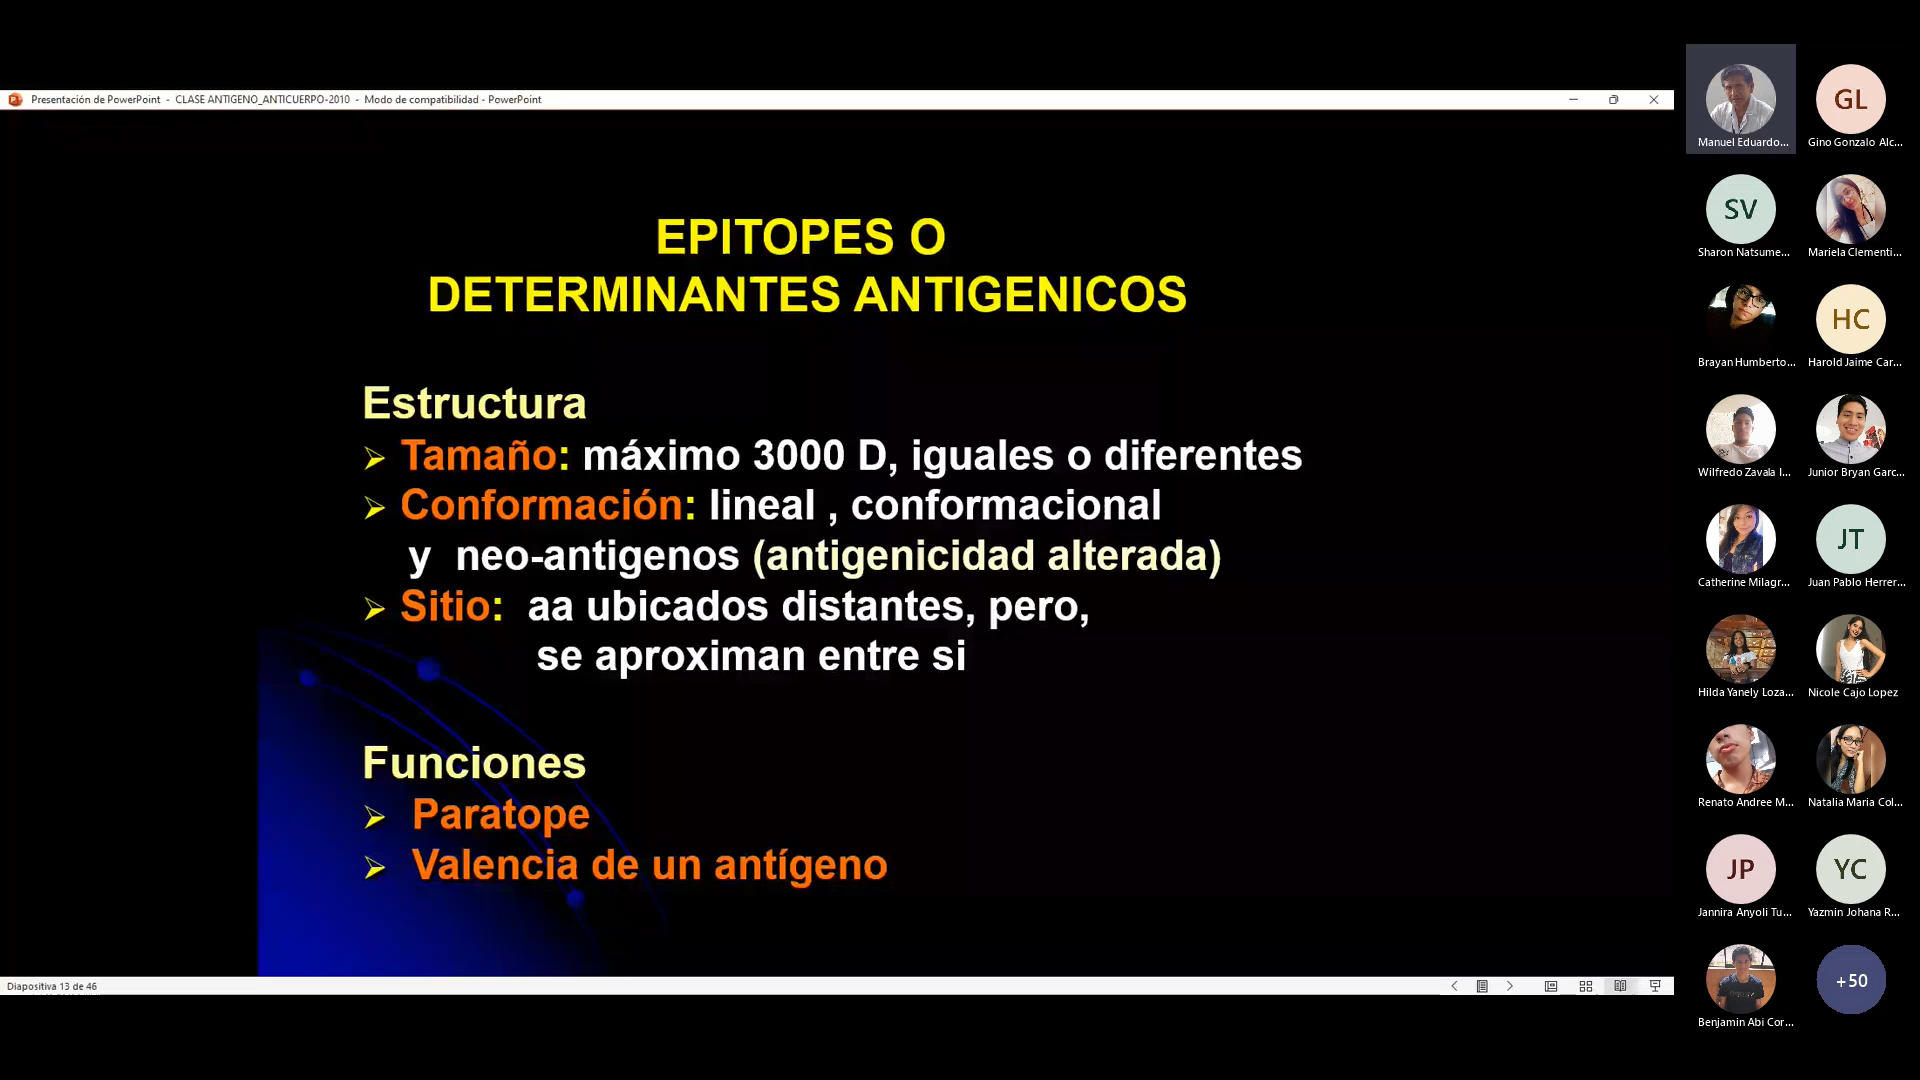 Presentación de PowerPoint - CLASE ANTIGENO_ANTICUERPO-2010 - Modo de compatibilidad - PowerPoint
EPITOPES O
DETERMINANTES ANTIGENICOS
Estructura
Tamaño: máximo 3000 D, iguales o diferentes
Conformación: lineal , conformacional
y neo-antigenos (antigenicidad alterada)
Sitio: aa ubicados distantes, pero,
se aproximan entre si
Funciones
Paratope
Valencia de un antígeno
Diapositiva 13 de 46
Manuel Eduardo...
GL
Gino Gonzalo Alc...
SV
Sharon Natsume...
Mariela Clementi...
Brayan Humberto...
HC
Harold Jaime Car...
Wilfredo Zavala I...
Junior Bryan Garc...
Catherine Milagr...
JT
Juan Pablo Herrer...
Hilda Yanely Loza...
Nicole Cajo Lopez
Renato Andree M...
Natalia Maria Col...
JP
Jannira Anyoli Tu...
YC
Yazmin Johana R...
Benjamin Abi Cor...
+50